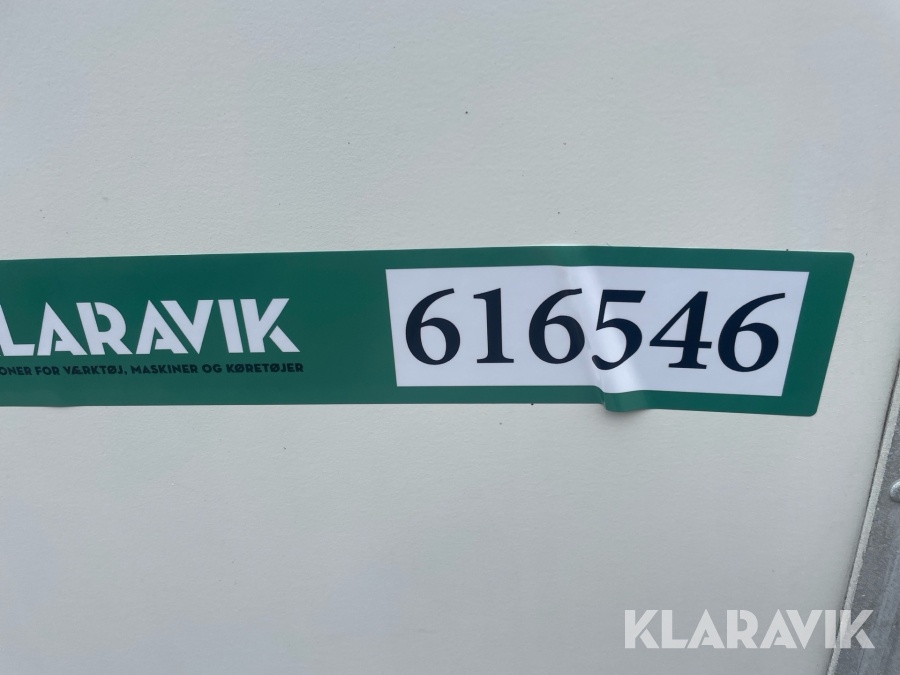 LARAVIK
616546
ONER FOR VÆRKTØJ, MASKINER OG KØRETØJER
KLARAVIK